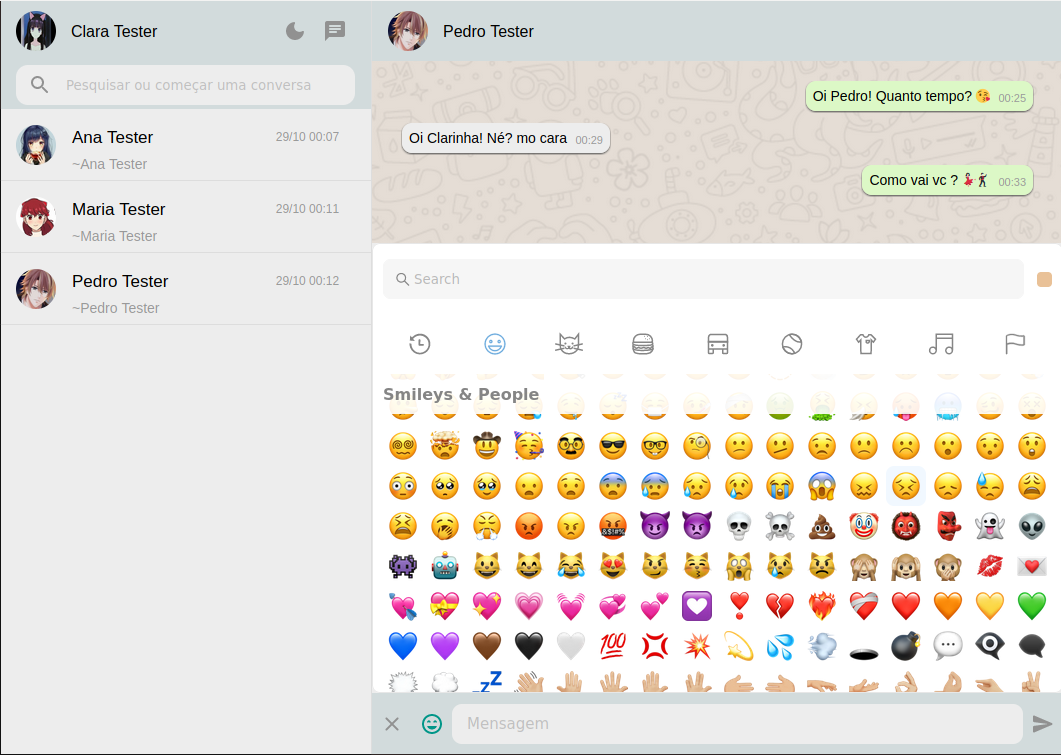 Clara Tester
Pesquisar ou começar uma conversa
Ana Tester 29/10 00:07
~Ana Tester
Maria Tester 29/10 00:11
~Maria Tester
Pedro Tester 29/10 00:12
~Pedro Tester
Pedro Tester
Oi Pedro! Quanto tempo? 😘 00:25
Oi Clarinha! Né? mo cara 00:29
Como vai vc ? 💃🕺 00:33
Search
Smileys & People
Mensagem